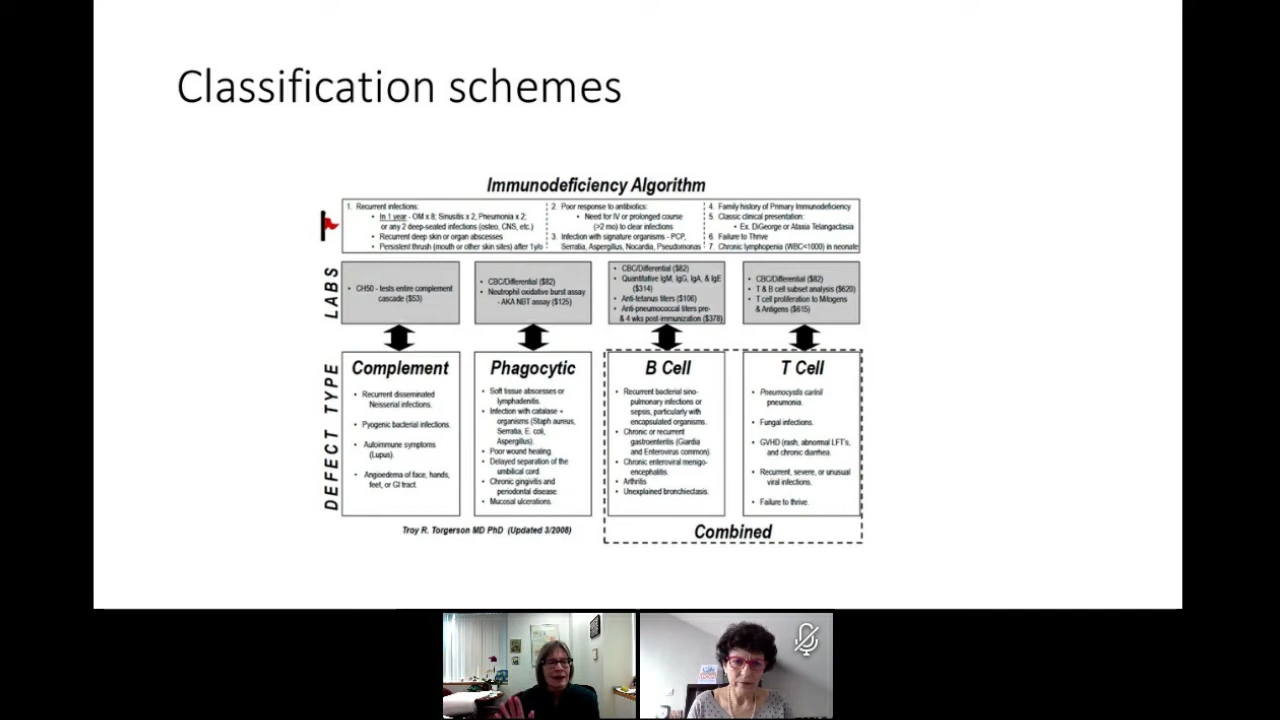 Classification schemes
Immunodeficiency Algorithm
1. Recurrent infections:
• In 1 year - OM x 8; Sinusitis x 2, Pneumonia x 2;
or any 2 deep-seated infections (osteo, CNS, etc.)
• Recurrent deep skin or organ abscesses
• Persistent thrush (mouth or other skin sites) after 1y/o
2. Poor response to antibiotics:
• Need for IV or prolonged course
(>2 mo) to clear infections
3. Infection with signature organisms - PCP,
Serratia, Aspergillus, Nocardia, Pseudomonas
4. Family history of Primary Immunodeficiency
5. Classic clinical presentation:
• Ex. DiGeorge or Ataxia Telangactasia
6. Failure to Thrive
7. Chronic lymphopenia (WBC<1000) in neonate
LABS
• CH50 - tests entire complement
cascade ($53)
• CBC/Differential ($82)
• Neutrophil oxidative burst assay
- AKA NBT assay ($125)
• CBC/Differential ($82)
• Quantitative IgM, IgG, IgA, & IgE
($314)
• Anti-tetanus titers ($106)
• Anti-pneumococcal titers pre-
& 4 wks post-immunization ($378)
• CBC/Differential ($82)
• T & B cell subset analysis ($620)
• T cell proliferation to Mitogens
& Antigens ($615)
DEFECT TYPE
Complement
• Recurrent disseminated
Neisserial infections.
• Pyogenic bacterial infections.
• Autoimmune symptoms
(Lupus).
• Angioedema of face, hands,
feet, or GI tract.
Phagocytic
• Soft tissue abscesses or
lymphadenitis.
• Infection with catalase +
organisms (Staph aureus,
Serratia, E. coli,
Aspergillus).
• Poor wound healing.
• Delayed separation of the
umbilical cord.
• Chronic gingivitis and
periodontal disease.
• Mucosal ulcerations.
B Cell
• Recurrent bacterial sino-
pulmonary infections or
sepsis, particularly with
encapsulated organisms.
• Chronic or recurrent
gastroenteritis (Giardia
and Enterovirus common).
• Chronic enteroviral menigo-
encephalitis.
• Arthritis
• Unexplained bronchiectasis.
T Cell
• Pneumocystis carinii
pneumonia.
• Fungal infections.
• GVHD (rash, abnormal LFT's,
and chronic diarrhea.
• Recurrent, severe, or unusual
viral infections.
• Failure to thrive.
Troy R. Torgerson MD PhD (Updated 3/2008)
Combined